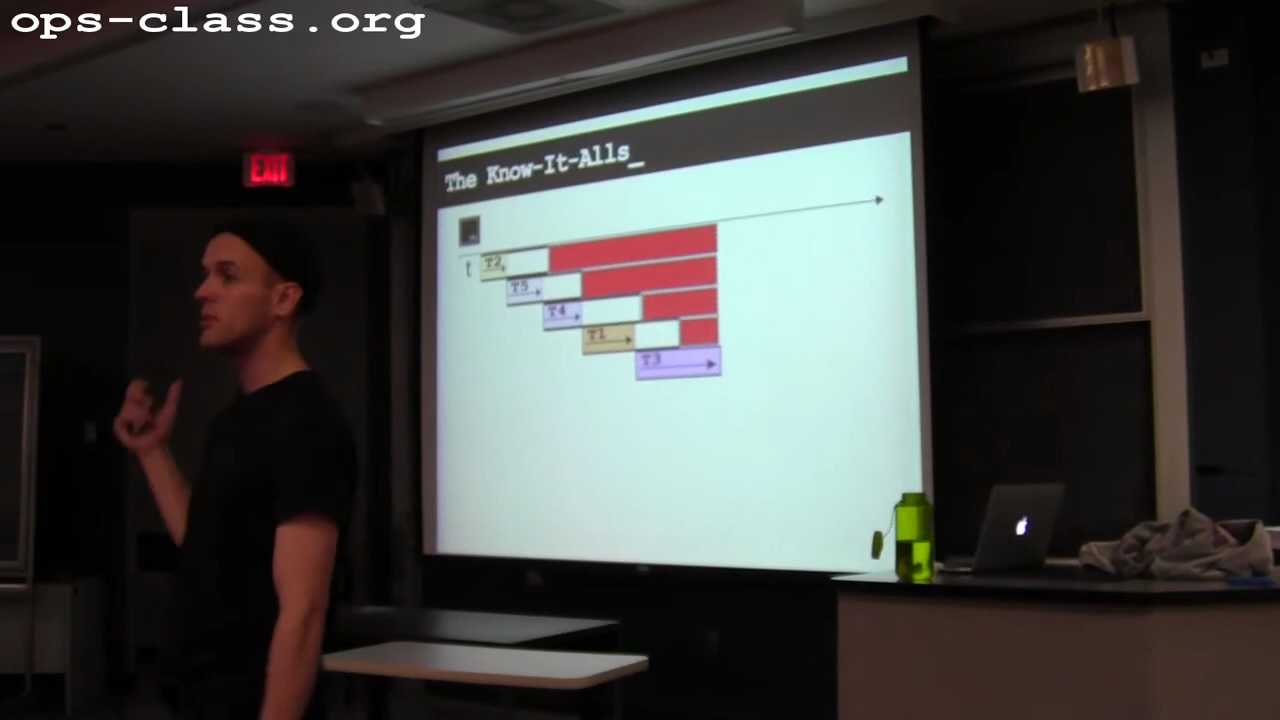 ops-class.org
EXIT
The Know-It-Alls_
t
T2
T5
T4
T1
T3